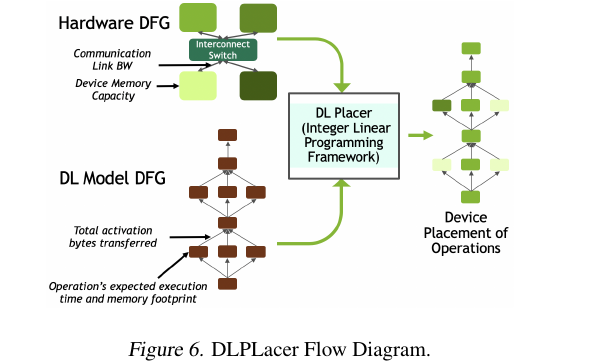 Hardware DFG
Interconnect
Switch
Communication
Link BW
Device Memory
Capacity
DL Placer
(Integer Linear
Programming
Framework)
DL Model DFG
Total activation
bytes transferred
Operation's expected execution
time and memory footprint
Device
Placement of
Operations
Figure 6. DLPLacer Flow Diagram.